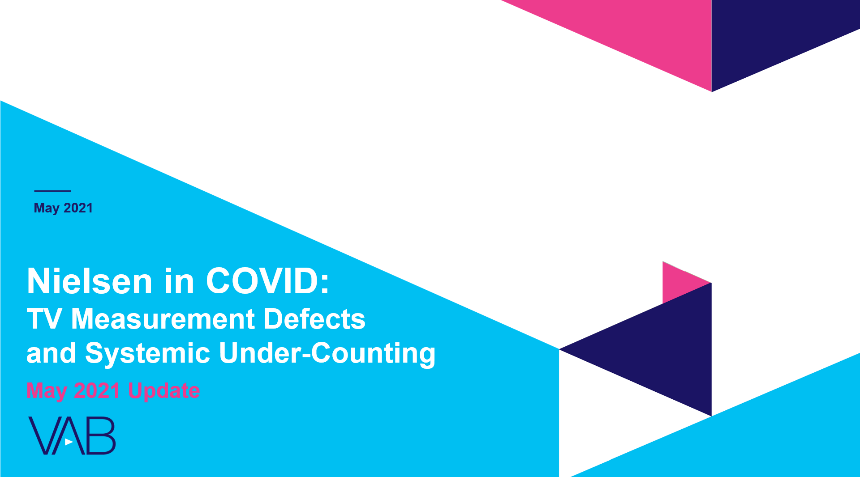 May 2021
Nielsen in COVID:
TV Measurement Defects
and Systemic Under-Counting
May 2021 Update
VAB